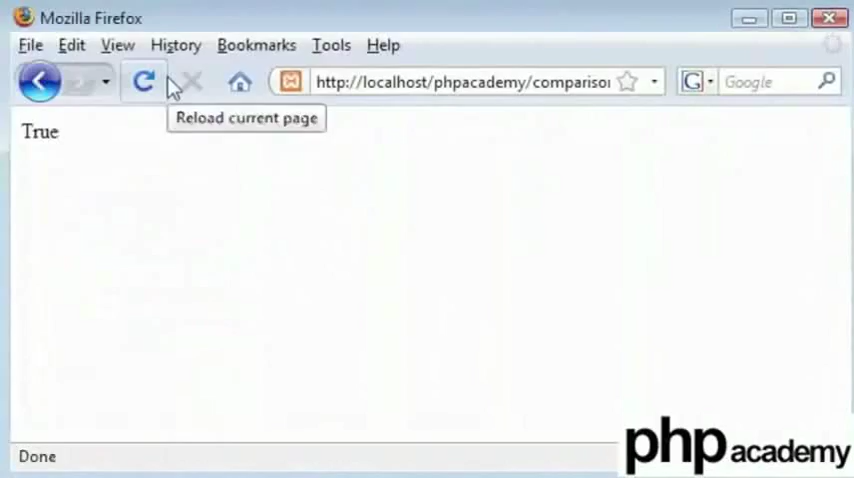 Mozilla Firefox
File Edit View History Bookmarks Tools Help
http://localhost/phpacademy/comparison G Google
Reload current page
True
Done
php academy